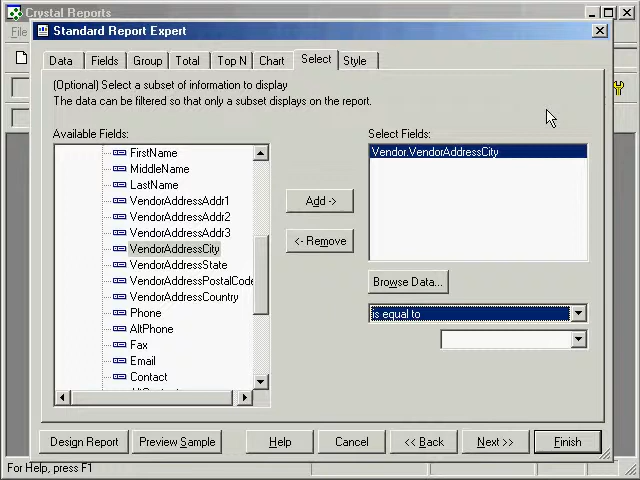 Crystal Reports
File
Standard Report Expert
Data Fields Group Total Top N Chart Select Style
(Optional) Select a subset of information to display
The data can be filtered so that only a subset displays on the report.
Available Fields:
FirstName
MiddleName
LastName
VendorAddressAddr1
VendorAddressAddr2
VendorAddressAddr3
VendorAddressCity
VendorAddressState
VendorAddressPostalCode
VendorAddressCountry
Phone
AltPhone
Fax
Email
Contact
Add ->
<- Remove
Select Fields:
Vendor.VendorAddressCity
Browse Data...
is equal to
Design Report Preview Sample Help Cancel << Back Next >> Finish
For Help, press F1